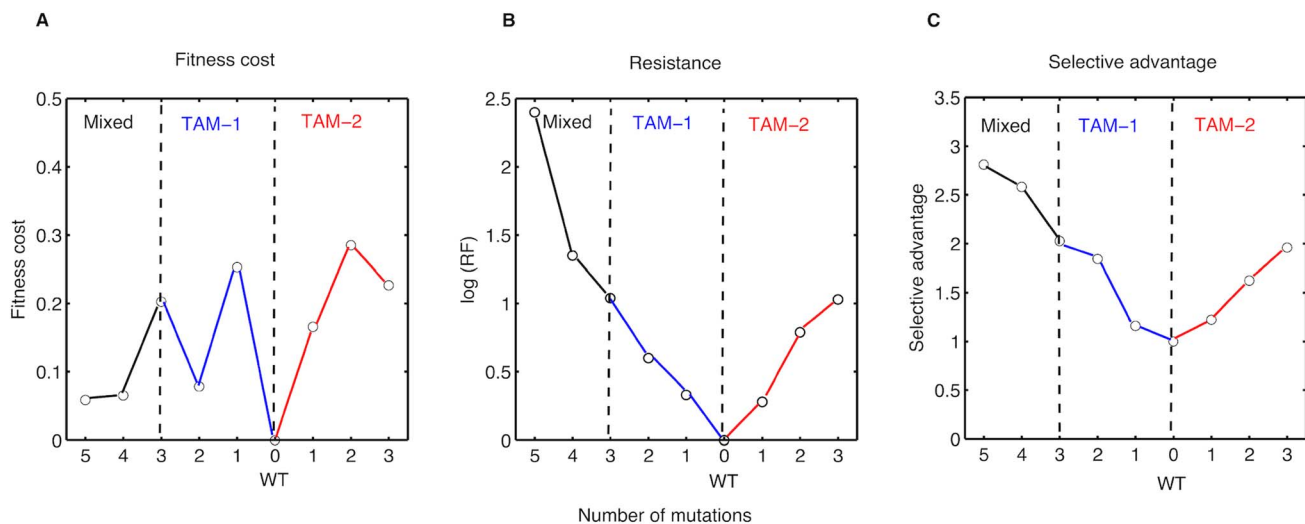 A
Fitness cost
0.5
0.4
0.3
0.2
0.1
0
Fitness cost
Mixed
TAM-1
TAM-2
5 4 3 2 1 0 1 2 3
WT
B
Resistance
2.5
2
1.5
1
0.5
0
log (RF)
Mixed
TAM-1
TAM-2
5 4 3 2 1 0 1 2 3
WT
Number of mutations
C
Selective advantage
3.5
3
2.5
2
1.5
1
0.5
0
Selective advantage
Mixed
TAM-1
TAM-2
5 4 3 2 1 0 1 2 3
WT